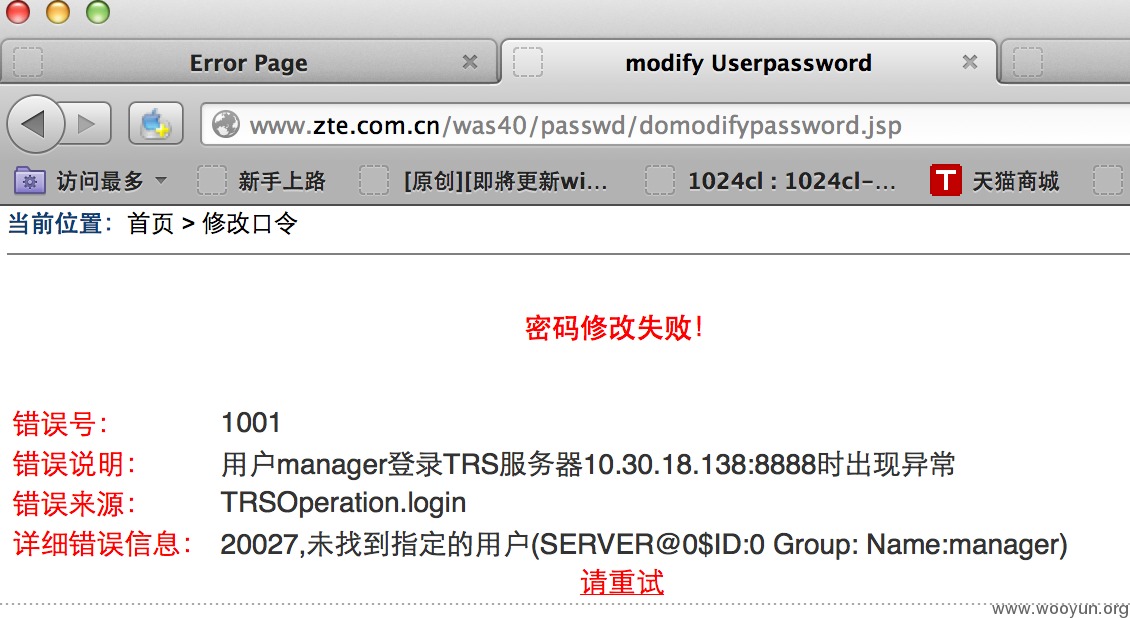 Error Page
modify Userpassword
www.zte.com.cn/was40/passwd/domodifypassword.jsp
访问最多 新手上路 [原创][即將更新wi... 1024cl : 1024cl-... T 天猫商城
当前位置：首页 > 修改口令
密码修改失败！
错误号： 1001
错误说明： 用户manager登录TRS服务器10.30.18.138:8888时出现异常
错误来源： TRSOperation.login
详细错误信息： 20027,未找到指定的用户(SERVER@0$ID:0 Group: Name:manager)
请重试
www.wooyun.org